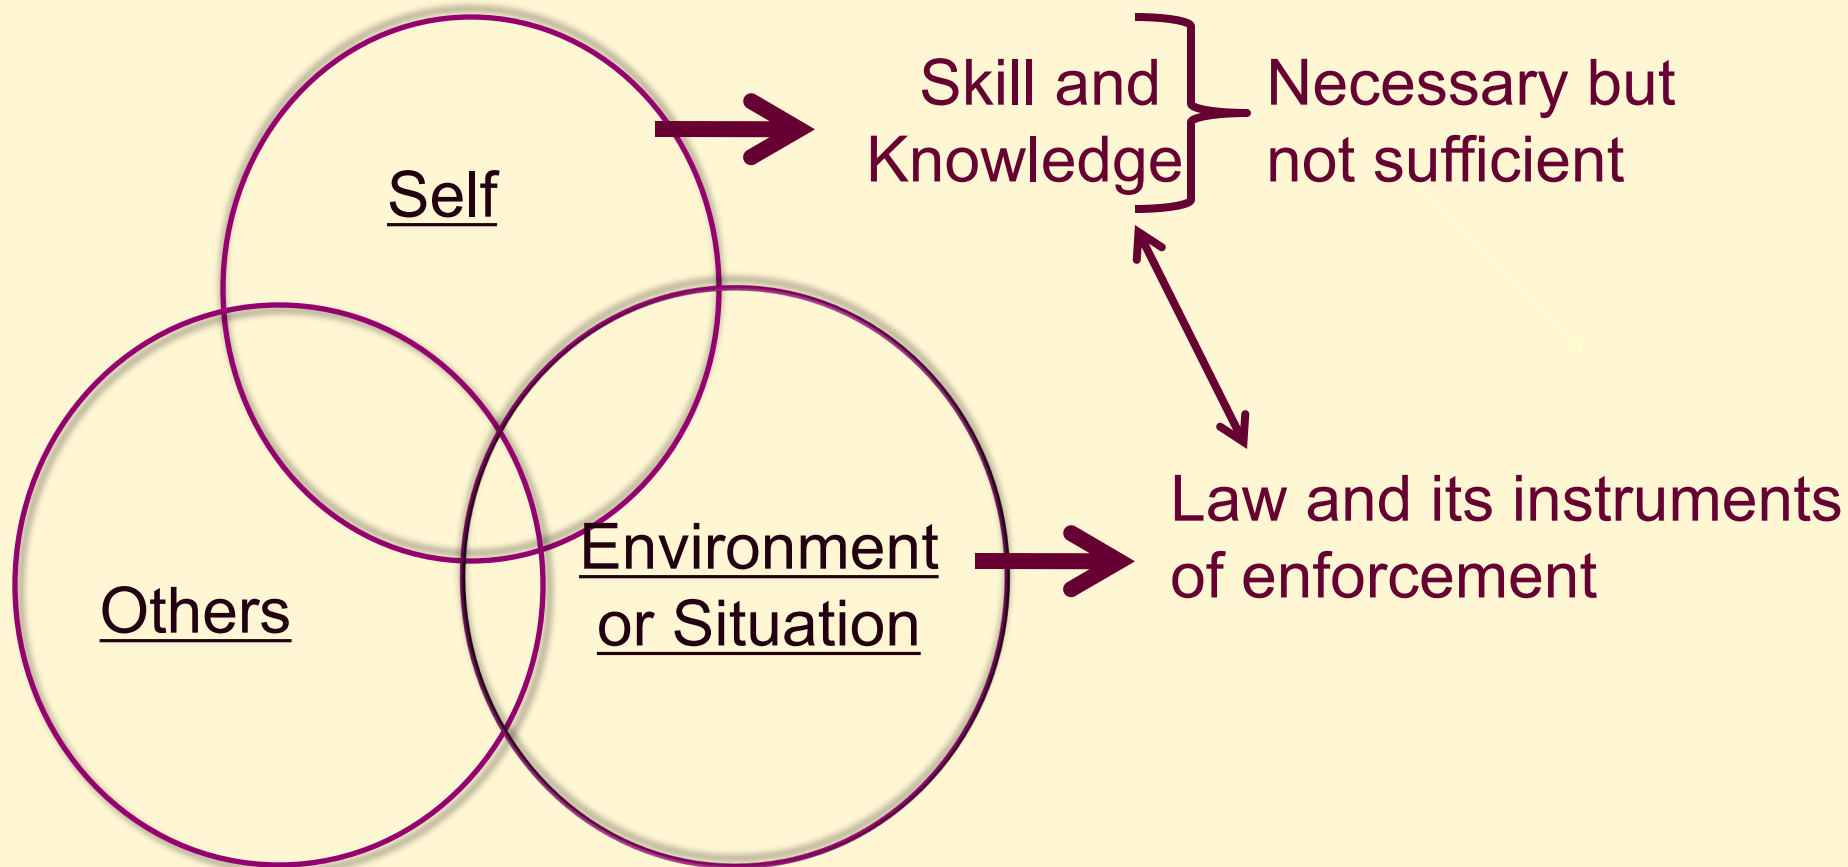 Self
Skill and
Knowledge
Necessary but
not sufficient
Others
Environment
or Situation
Law and its instruments
of enforcement